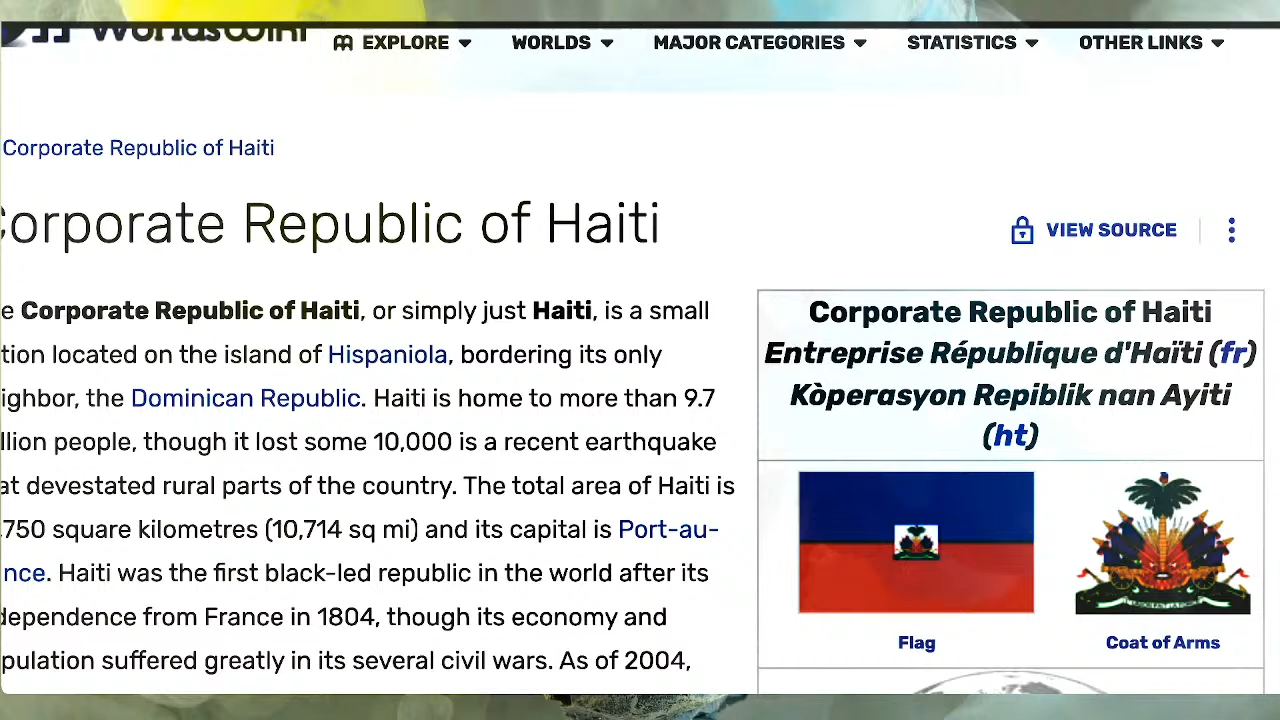 EXPLORE WORLDS MAJOR CATEGORIES STATISTICS OTHER LINKS
Corporate Republic of Haiti
orporate Republic of Haiti
VIEW SOURCE
e Corporate Republic of Haiti, or simply just Haiti, is a small
tion located on the island of Hispaniola, bordering its only
ighbor, the Dominican Republic. Haiti is home to more than 9.7
llion people, though it lost some 10,000 is a recent earthquake
at devestated rural parts of the country. The total area of Haiti is
,750 square kilometres (10,714 sq mi) and its capital is Port-au-
nce. Haiti was the first black-led republic in the world after its
dependence from France in 1804, though its economy and
pulation suffered greatly in its several civil wars. As of 2004,
Corporate Republic of Haiti
Entreprise République d'Haïti (fr)
Kòperasyon Repiblik nan Ayiti
(ht)
Flag
Coat of Arms